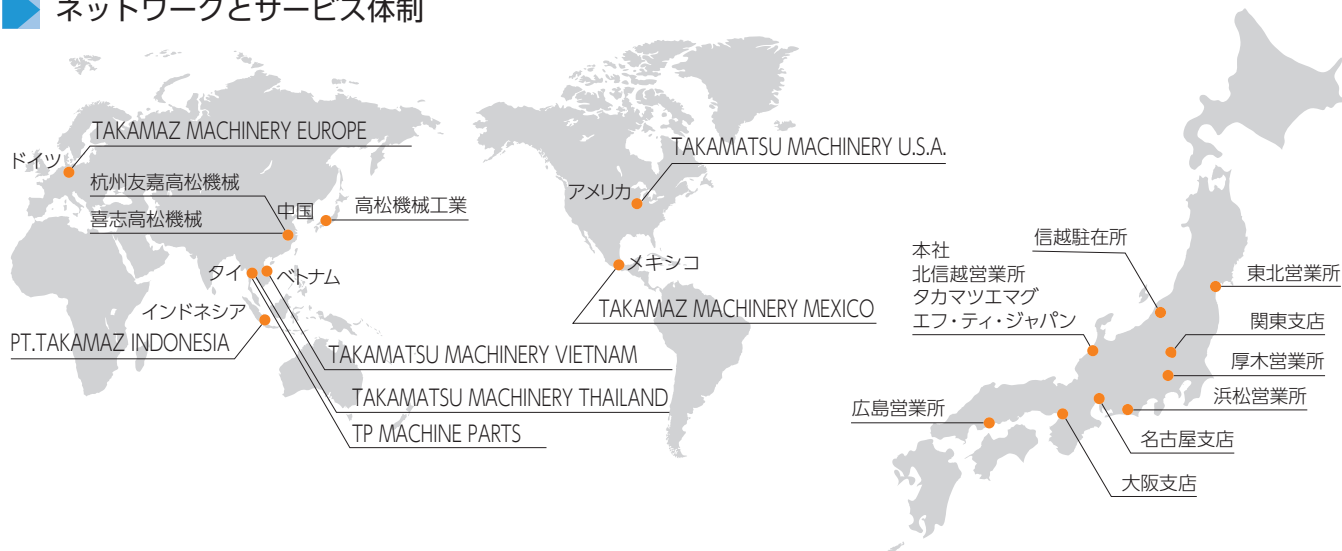 ネットワークとサービス体制
TAKAMAZ MACHINERY EUROPE
ドイツ
杭州友嘉高松機械
喜志高松機械
中国
高松機械工業
タイ
ベトナム
インドネシア
PT.TAKAMAZ INDONESIA
TAKAMATSU MACHINERY VIETNAM
TAKAMATSU MACHINERY THAILAND
TP MACHINE PARTS
TAKAMATSU MACHINERY U.S.A.
アメリカ
メキシコ
TAKAMAZ MACHINERY MEXICO
信越駐在所
本社
北信越営業所
タカマツエマグ
エフ・ティ・ジャパン
東北営業所
関東支店
厚木営業所
浜松営業所
広島営業所
名古屋支店
大阪支店